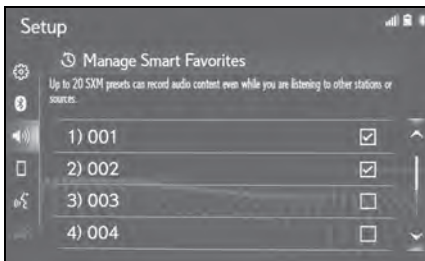 Setup
Manage Smart Favorites
Up to 20 SXM presets can record audio content even while you are listening to other stations or
sources.
1) 001
2) 002
3) 003
4) 004